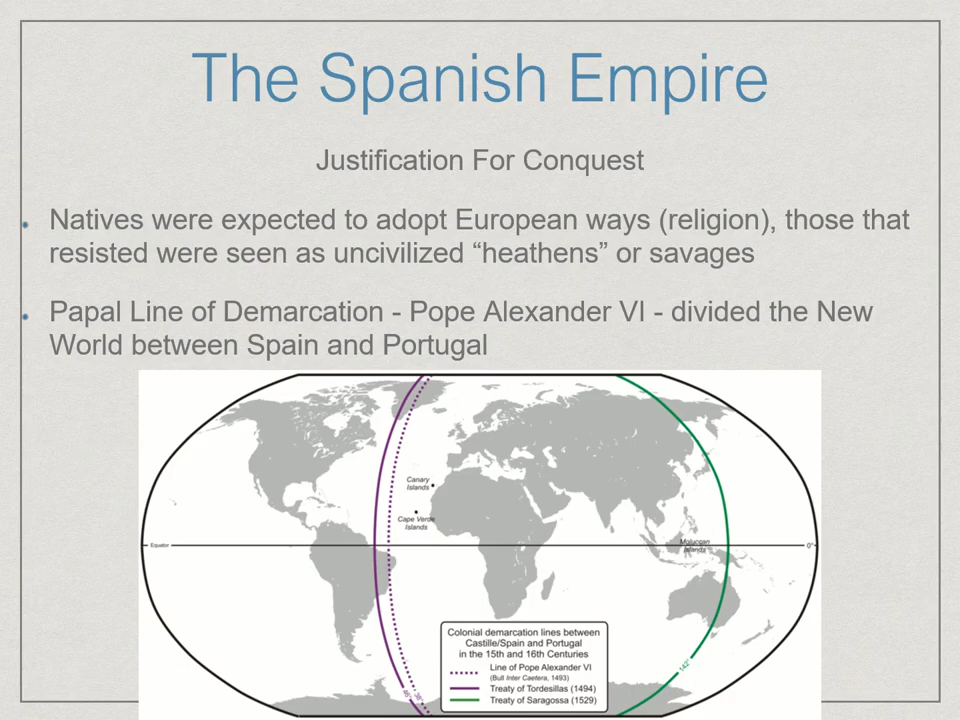 The Spanish Empire
Justification For Conquest
Natives were expected to adopt European ways (religion), those that
resisted were seen as uncivilized “heathens” or savages
Papal Line of Demarcation - Pope Alexander VI - divided the New
World between Spain and Portugal
Canary
Islands
Cape Verde
Islands
Equator
Moluccan
Islands
0°
Colonial demarcation lines between
Castille/Spain and Portugal
in the 15th and 16th Centuries
Line of Pope Alexander VI
(Bull Inter Caetera, 1493)
Treaty of Tordesillas (1494)
Treaty of Saragossa (1529)
46°
38°
142°